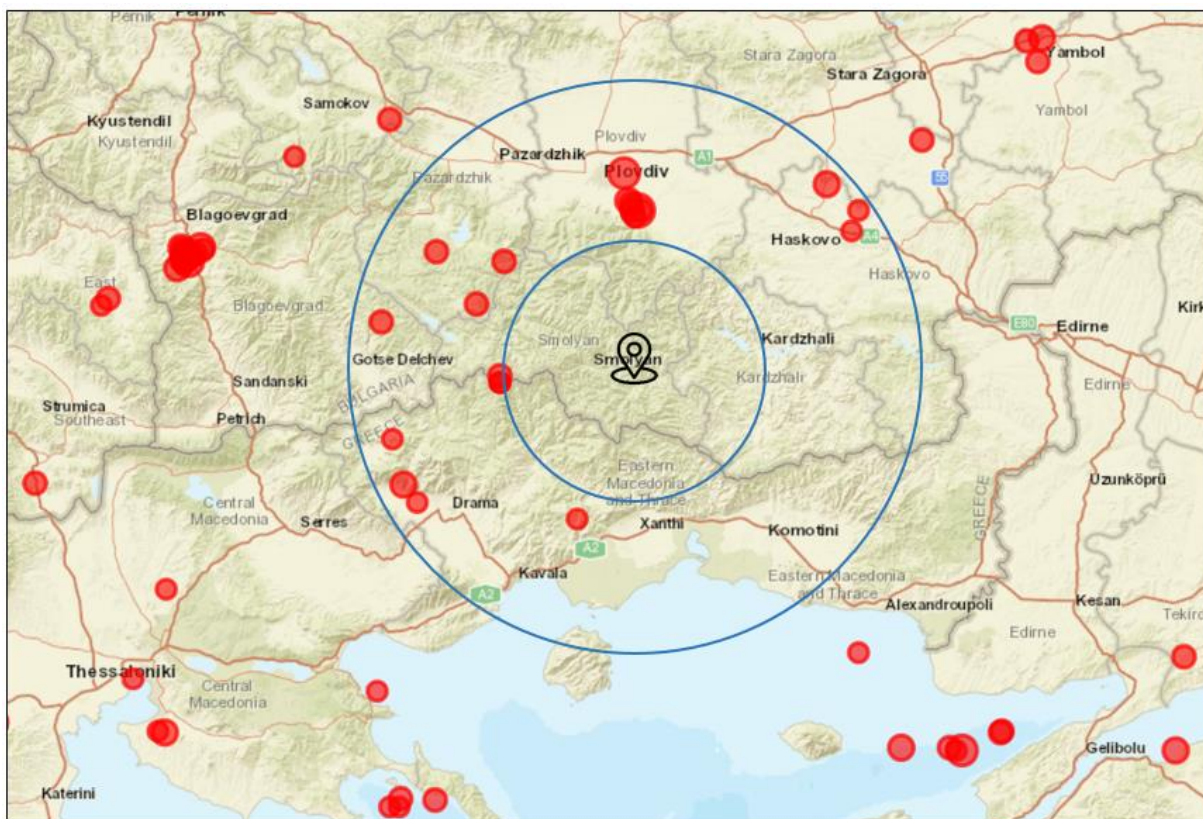 Pernik
Pernik
Stara Zagora
Yambol
Stara Zagora
Samokov
Kyustendil
Kyustendil
Plovdiv
Yambol
Pazardzhik
A1
Plovdiv
Pazardzhik
55
Blagoevgrad
Haskovo
A4
East
Haskovo
Blagoevgrad
Kirk
E80
Edirne
Smolyan
Kardzhali
Gotse Delchev
Smolyan
Kardzhali
Sandanski
BULGARIA
GREECE
Edirne
Strumica
Southeast
Petrich
Eastern
Macedonia
and Thrace
Uzunköprü
Central
Macedonia
Drama
GREECE
Serres
Xanthi
Komotini
A2
Kavala
Eastern Macedonia
and Thrace
A2
Alexandroupoli
Kesan
Tekird
Edirne
Thessaloniki
Central
Macedonia
Gelibolu
Katerini